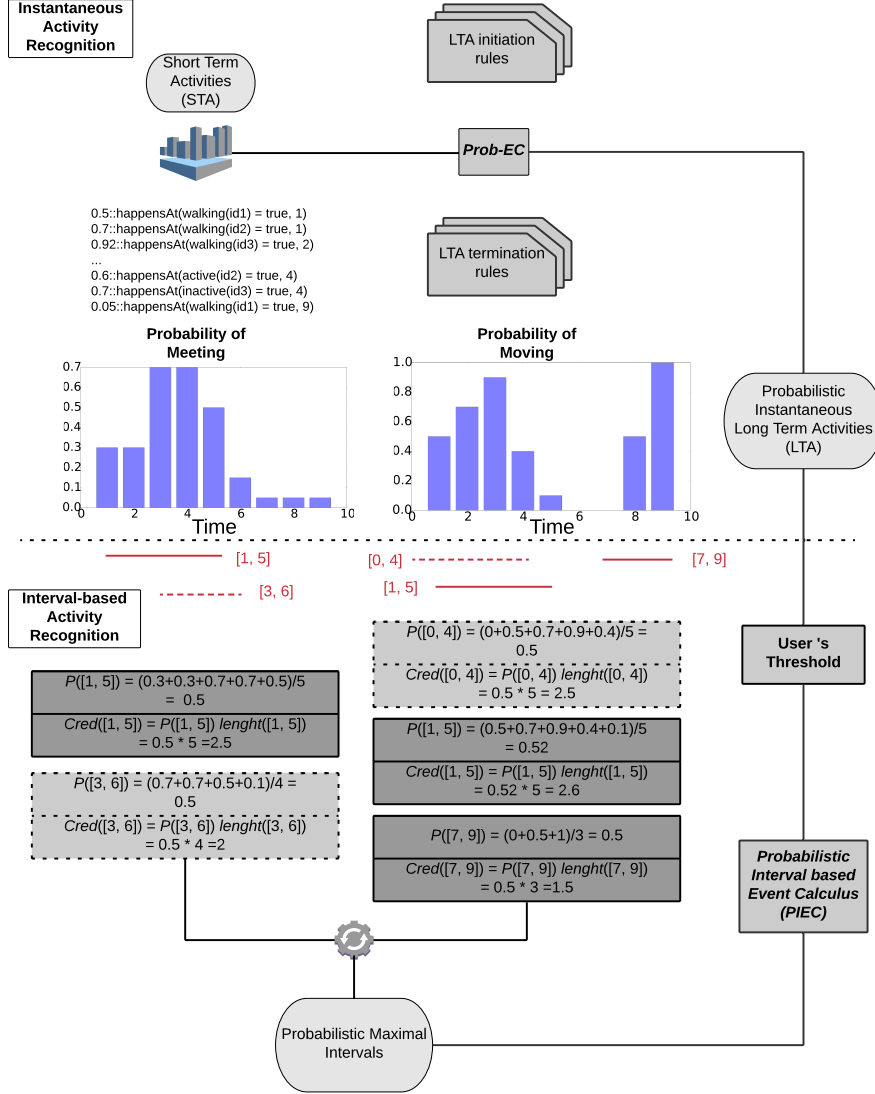 Instantaneous
Activity
Recognition
LTA initiation
rules
Short Term
Activities
(STA)
Prob-EC
0.5::happensAt(walking(id1) = true, 1)
0.7::happensAt(walking(id2) = true, 1)
0.92::happensAt(walking(id3) = true, 2)
...
0.6::happensAt(active(id2) = true, 4)
0.7::happensAt(inactive(id3) = true, 4)
0.05::happensAt(walking(id1) = true, 9)
LTA termination
rules
Probability of
Meeting
0.7
0.6
0.5
0.4
0.3
0.2
0.1
0.0
0 2 4 6 8 10
Time
Probability of
Moving
1.0
0.8
0.6
0.4
0.2
0.0
0 2 4 6 8 10
Time
Probabilistic
Instantaneous
Long Term Activities
(LTA)
[1, 5]
[3, 6]
[0, 4]
[1, 5]
[7, 9]
Interval-based
Activity
Recognition
P([1, 5]) = (0.3+0.3+0.7+0.7+0.5)/5
= 0.5
Cred([1, 5]) = P([1, 5]) lenght([1, 5])
= 0.5 * 5 =2.5
P([3, 6]) = (0.7+0.7+0.5+0.1)/4 =
0.5
Cred([3, 6]) = P([3, 6]) lenght([3, 6])
= 0.5 * 4 =2
P([0, 4]) = (0+0.5+0.7+0.9+0.4)/5 =
0.5
Cred([0, 4]) = P([0, 4]) lenght([0, 4])
= 0.5 * 5 = 2.5
P([1, 5]) = (0.5+0.7+0.9+0.4+0.1)/5
= 0.52
Cred([1, 5]) = P([1, 5]) lenght([1, 5])
= 0.52 * 5 = 2.6
P([7, 9]) = (0+0.5+1)/3 = 0.5
Cred([7, 9]) = P([7, 9]) lenght([7, 9])
= 0.5 * 3 =1.5
User 's
Threshold
Probabilistic
Interval based
Event Calculus
(PIEC)
Probabilistic Maximal
Intervals